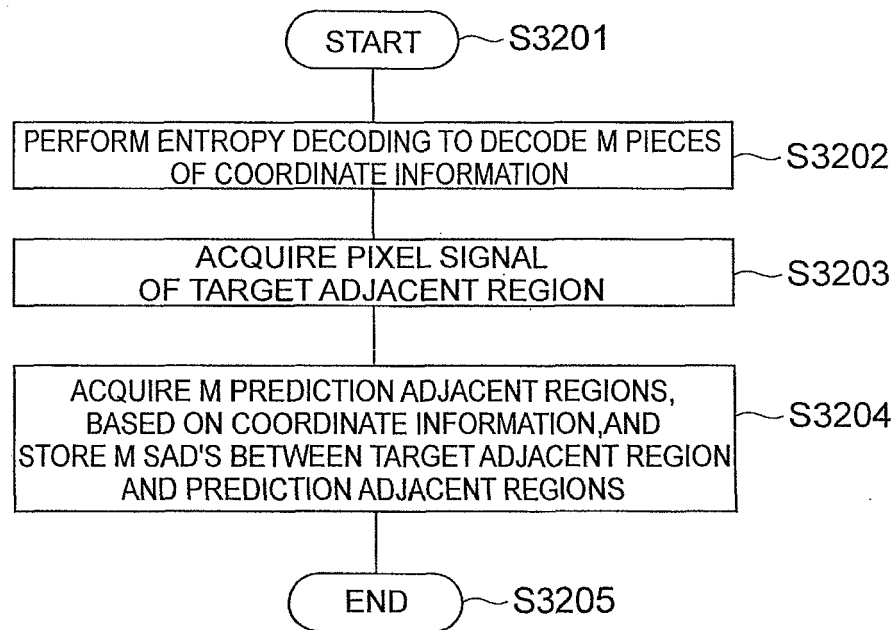 START
S3201
PERFORM ENTROPY DECODING TO DECODE M PIECES
OF COORDINATE INFORMATION
S3202
ACQUIRE PIXEL SIGNAL
OF TARGET ADJACENT REGION
S3203
ACQUIRE M PREDICTION ADJACENT REGIONS,
BASED ON COORDINATE INFORMATION,AND
STORE M SAD'S BETWEEN TARGET ADJACENT REGION
AND PREDICTION ADJACENT REGIONS
S3204
END
S3205